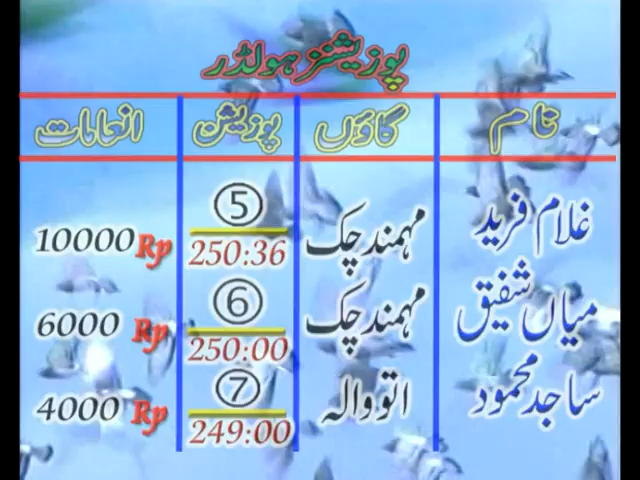 پوزیشنز ہولڈر
نام گاؤں پوزیشن انعامات
غلام فرید مہمند چک 5 250:36 10000 Rp
میاں شفیق مہمند چک 6 250:00 6000 Rp
ساجد محمود اتووالہ 7 249:00 4000 Rp